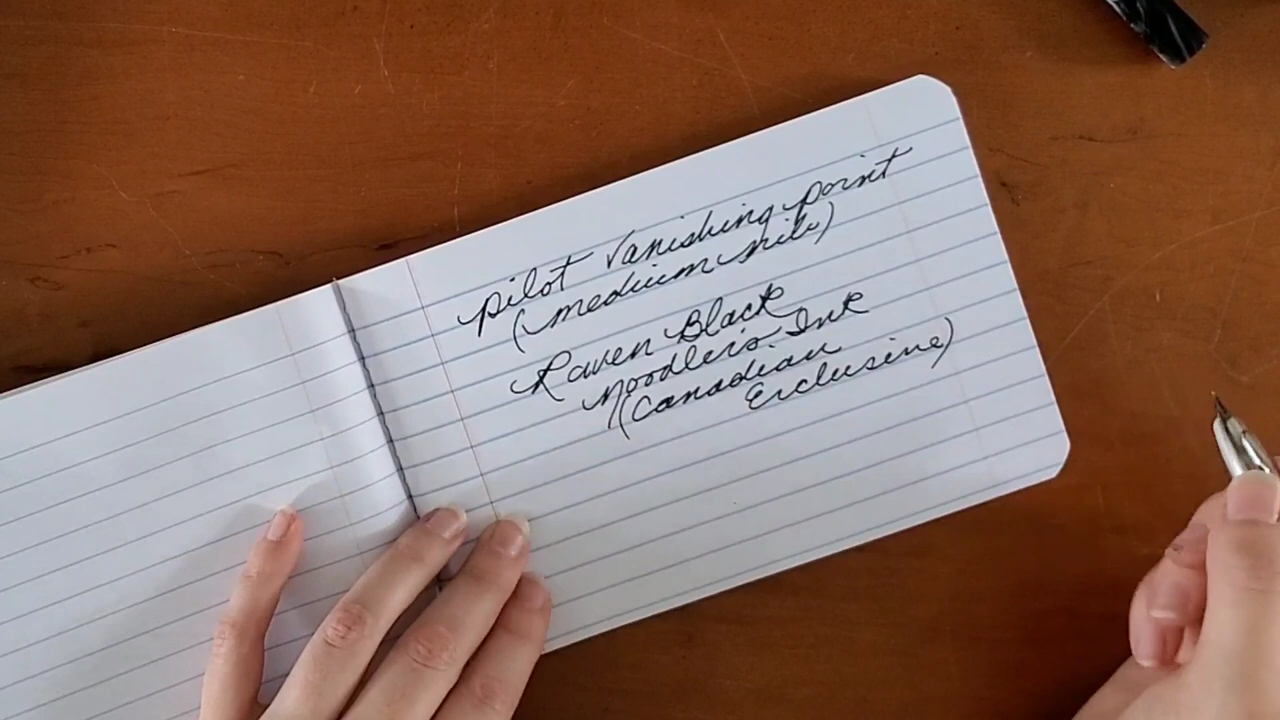 Pilot Vanishing point
(medium nib)
Raven Black
Noodler's Ink
(Canadian
Exclusive)